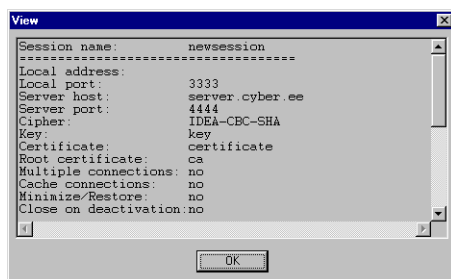 View
Session name: newsession
===================================
Local address:
Local port: 3333
Server host: server.cyber.ee
Server port: 4444
Cipher: IDEA-CBC-SHA
Key: key
Certificate: certificate
Root certificate: ca
Multiple connections: no
Cache connections: no
Minimize/Restore: no
Close on deactivation:no
OK